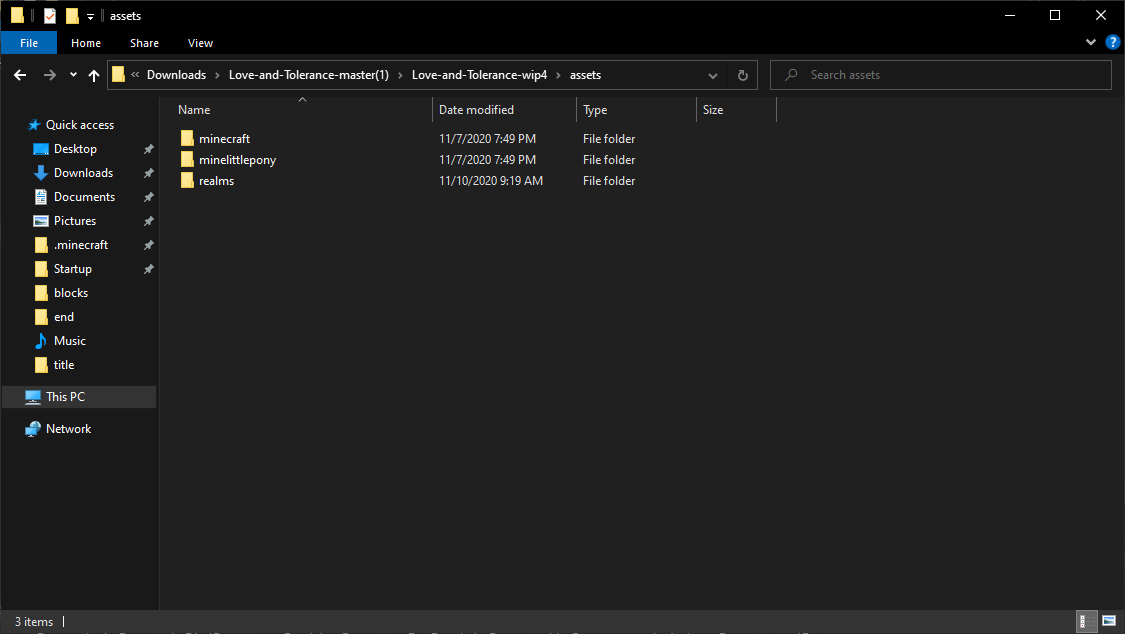 assets
File Home Share View
« Downloads > Love-and-Tolerance-master(1) > Love-and-Tolerance-wip4 > assets
Search assets
Name Date modified Type Size
minecraft 11/7/2020 7:49 PM File folder
minelittlepony 11/7/2020 7:49 PM File folder
realms 11/10/2020 9:19 AM File folder
Quick access
Desktop
Downloads
Documents
Pictures
.minecraft
Startup
blocks
end
Music
title
This PC
Network
3 items